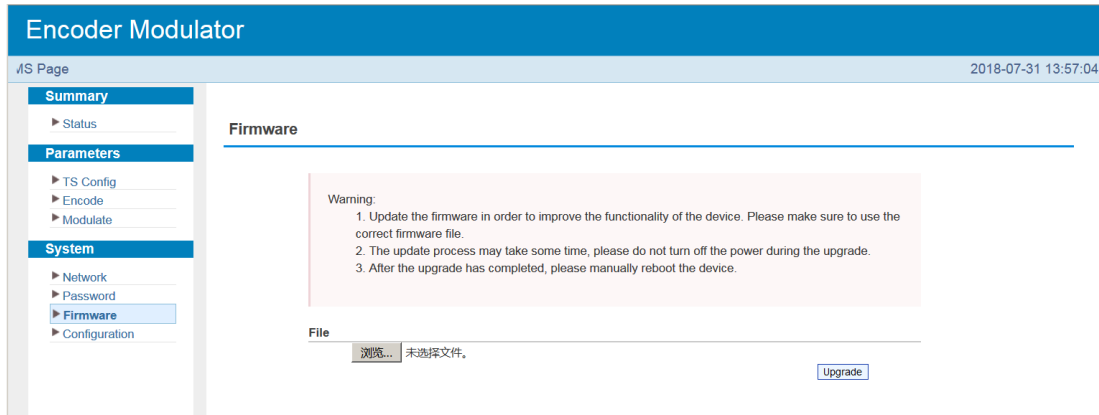 Encoder Modulator
MS Page
2018-07-31 13:57:04
Summary
Status
Parameters
TS Config
Encode
Modulate
System
Network
Password
Firmware
Configuration
Firmware
Warning:
1. Update the firmware in order to improve the functionality of the device. Please make sure to use the
correct firmware file.
2. The update process may take some time, please do not turn off the power during the upgrade.
3. After the upgrade has completed, please manually reboot the device.
File
浏览... 未选择文件。
Upgrade